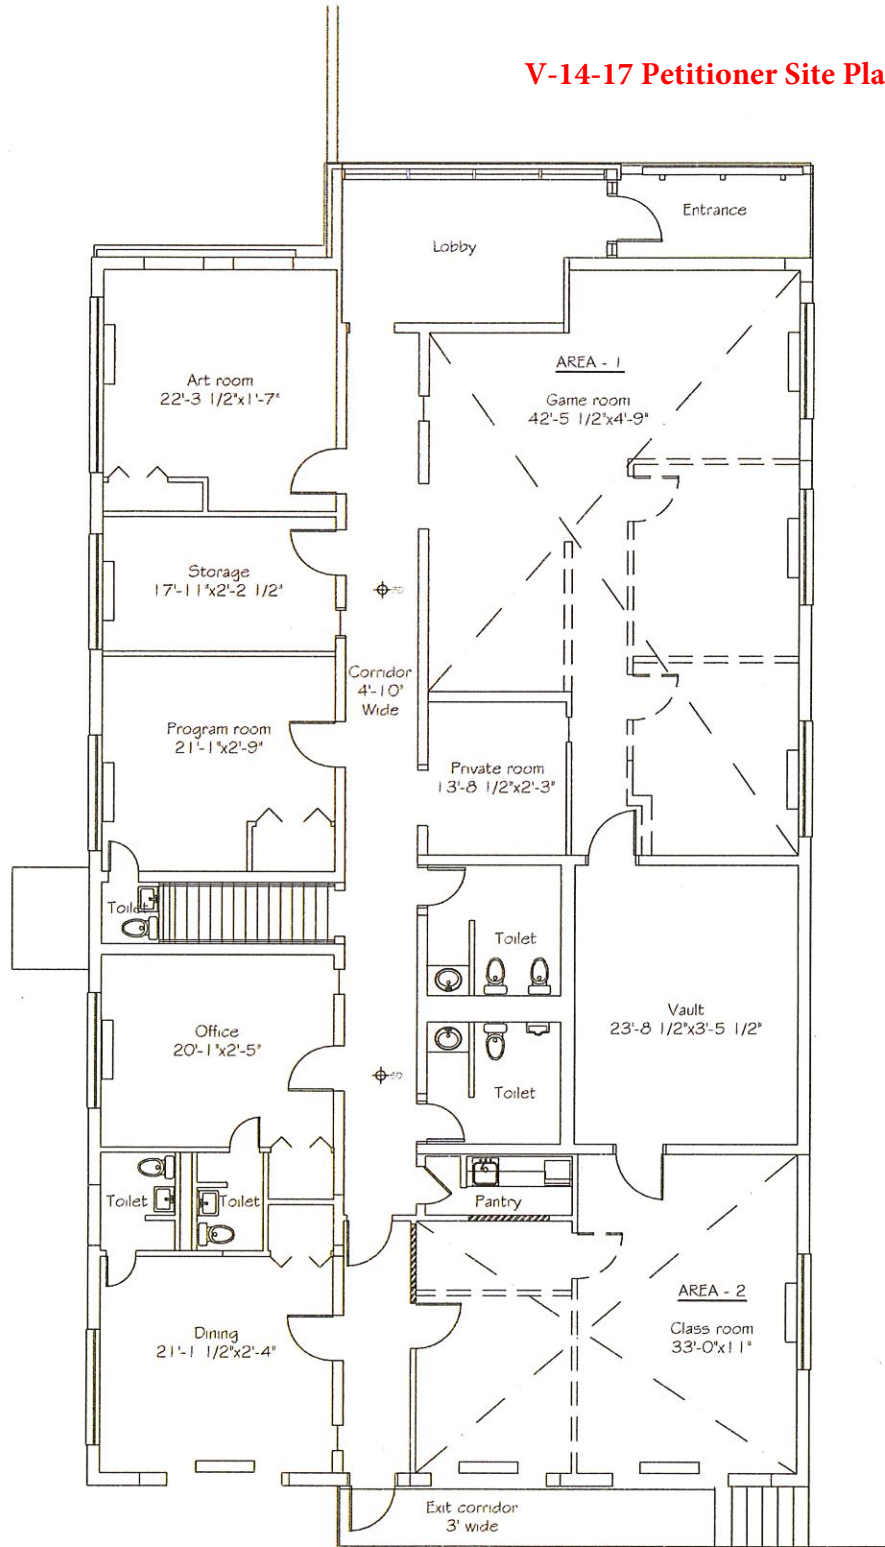 V-14-17 Petitioner Site Pla
Entrance
Lobby
AREA - 1
Art room
22'-3 1/2"x1'-7"
Game room
42'-5 1/2"x4'-9"
Storage
17'-11"x2'-2 1/2"
Corridor
4'-10"
Wide
Program room
21'-1"x2'-9"
Private room
13'-8 1/2"x2'-3"
Toilet
Toilet
Vault
23'-8 1/2"x3'-5 1/2"
Office
20'-1"x2'-5"
Toilet
Toilet
Toilet
Pantry
AREA - 2
Class room
33'-0"x11"
Dining
21'-1 1/2"x2'-4"
Exit corridor
3' wide